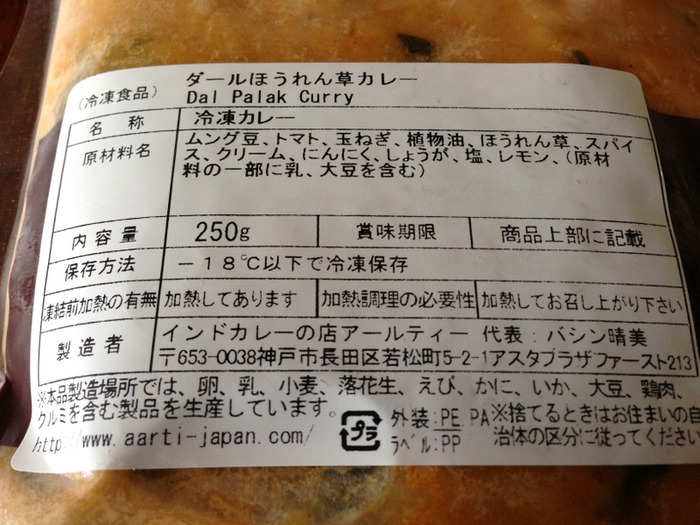 ダールほうれん草カレー
(冷凍食品) Dal Palak Curry
名 称 冷凍カレー
原材料名 ムング豆、トマト、玉ねぎ、植物油、ほうれん草、スパイ
ス、クリーム、にんにく、しょうが、塩、レモン、(原材
料の一部に乳、大豆を含む)
内容量 250g 賞味期限 商品上部に記載
保存方法 －18℃以下で冷凍保存
凍結前加熱の有無 加熱してあります 加熱調理の必要性 加熱してお召し上がり下さい
製造者 インドカレーの店アールティー 代表:バシン晴美
〒653-0038神戸市長田区若松町5-2-1アスタプラザファースト213
※本品製造場所では、卵、乳、小麦、落花生、えび、かに、いか、大豆、鶏肉、
クルミを含む製品を生産しています。
http://www.aarti-japan.com/
プラ
外装:PE PA
ラベル:PP
※捨てるときはお住まいの自
治体の区分に従ってください